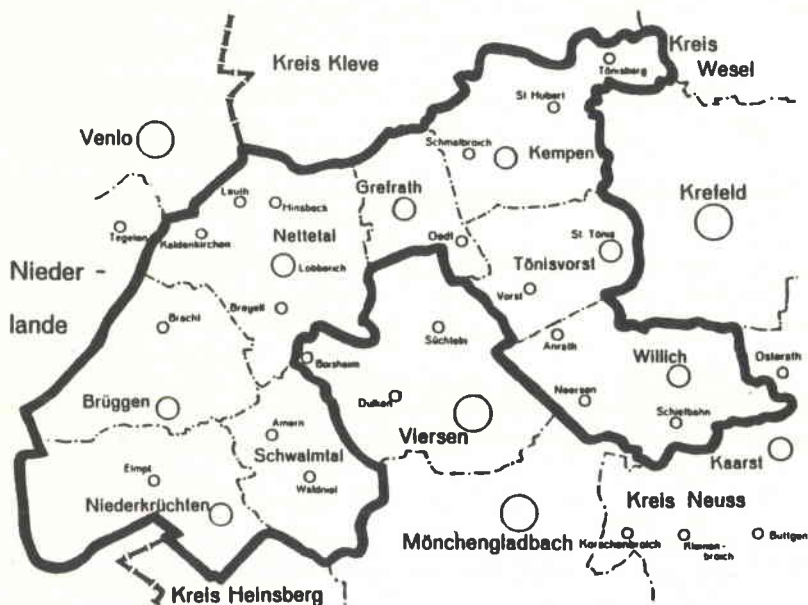 Kreis Kleve
Kreis
Wesel
Tönisberg
St Hubert
Venlo
Schmalbroich
Kempen
Grefrath
Krefeld
Leuth
Hinsbeck
Tegelen
Kaldenkirchen
Nettetal
Oedt
St. Tönis
Lobberich
Tönisvorst
Nieder -
lande
Vorst
Breyell
Bracht
Süchteln
Anrath
Willich
Osterath
Boisheim
Brüggen
Dülken
Neersen
Viersen
Schiefbahn
Amern
Schwalmtal
Kaarst
Elmpt
Waldniel
Niederkrüchten
Kreis Neuss
Mönchengladbach
Korschenbroich
Kleinen-
broich
Büttgen
Kreis Heinsberg